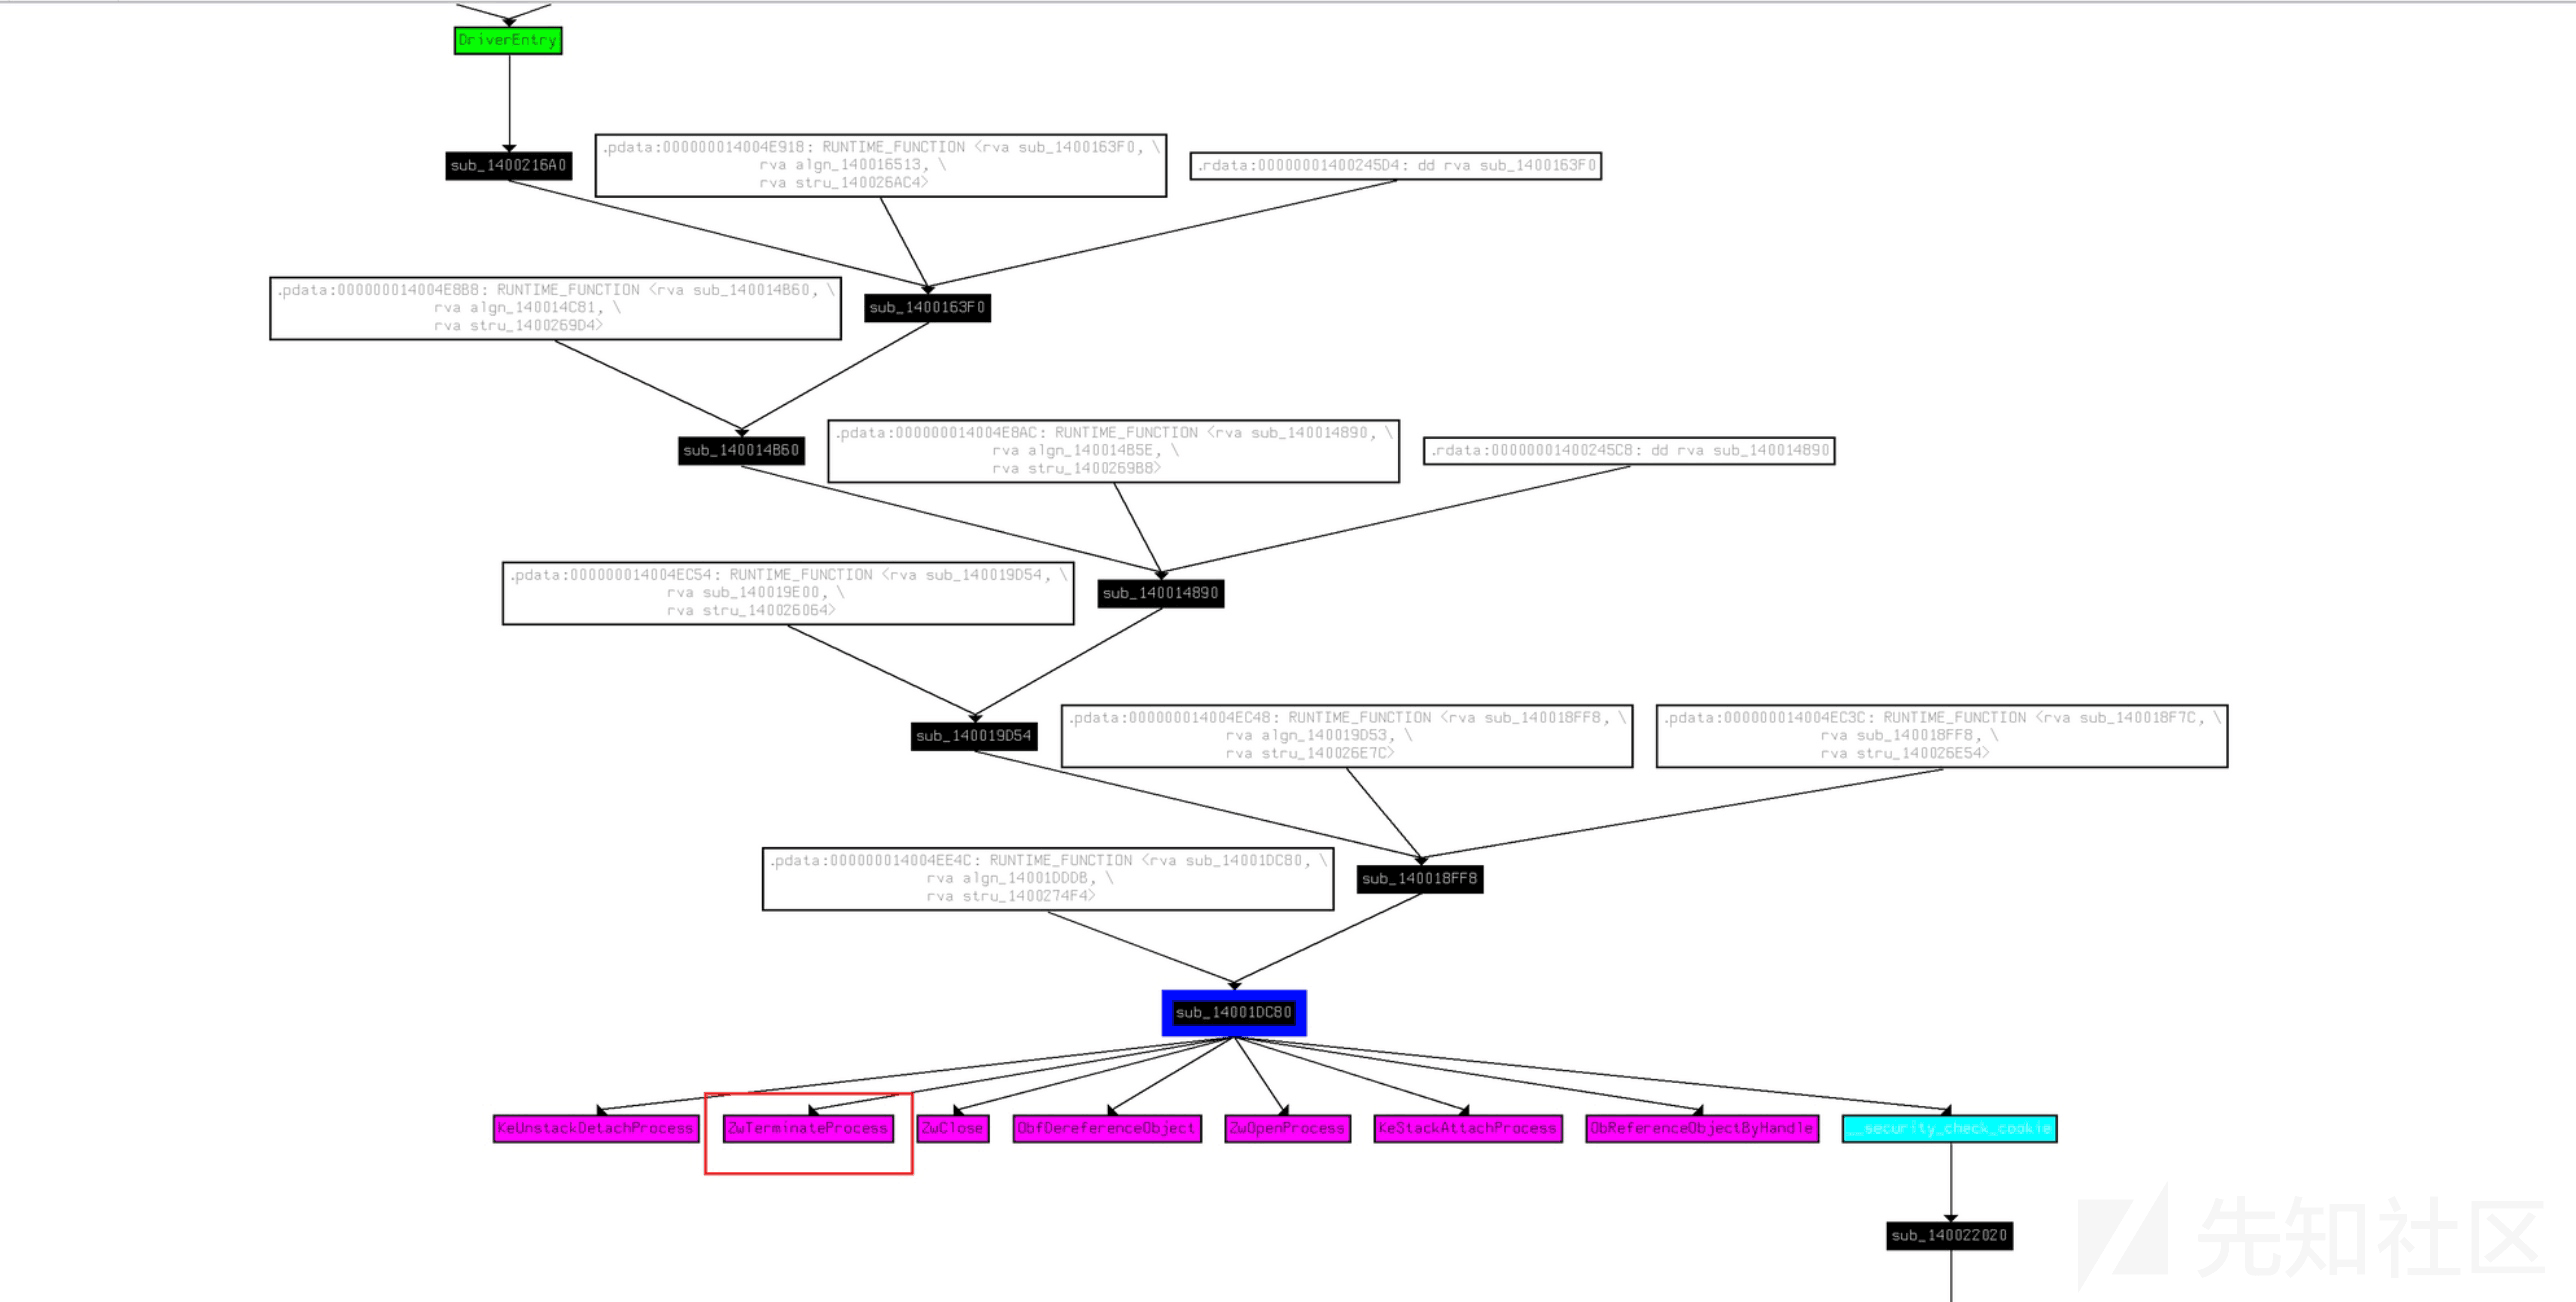 DriverEntry
sub_1400216A0
.pdata:000000014004E918: RUNTIME_FUNCTION <rva sub_1400163F0, \
rva algn_140016513, \
rva stru_140026AC4>
.rdata:00000001400245D4: dd rva sub_1400163F0
.pdata:000000014004E8B8: RUNTIME_FUNCTION <rva sub_140014B60, \
rva algn_140014C81, \
rva stru_1400269D4>
sub_1400163F0
sub_140014B60
.pdata:000000014004E8AC: RUNTIME_FUNCTION <rva sub_140014890, \
rva algn_140014B5E, \
rva stru_1400269B8>
.rdata:00000001400245C8: dd rva sub_140014890
.pdata:000000014004EC54: RUNTIME_FUNCTION <rva sub_140019D54, \
rva sub_140019E00, \
rva stru_140026064>
sub_140014890
sub_140019D54
.pdata:000000014004EC48: RUNTIME_FUNCTION <rva sub_140018FF8, \
rva algn_140019D53, \
rva stru_140026E7C>
.pdata:000000014004EC3C: RUNTIME_FUNCTION <rva sub_140018F7C, \
rva sub_140018FF8, \
rva stru_140026E54>
.pdata:000000014004EE4C: RUNTIME_FUNCTION <rva sub_14001DC80, \
rva algn_14001DDDB, \
rva stru_1400274F4>
sub_140018FF8
sub_14001DC80
KeUnstackDetachProcess
ZwTerminateProcess
ZwClose
ObfDereferenceObject
ZwOpenProcess
KeStackAttachProcess
ObReferenceObjectByHandle
__security_check_cookie
sub_140022020
先知社区